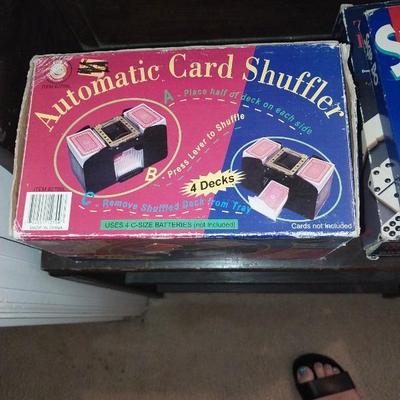 Automatic Card Shuffler
A - Place half of deck on each side
B - Press Lever to Shuffle
4 Decks
C - Remove Shuffled Deck from Tray
USES 4 C-SIZE BATTERIES (not included)
Cards not included
MADE IN CHINA